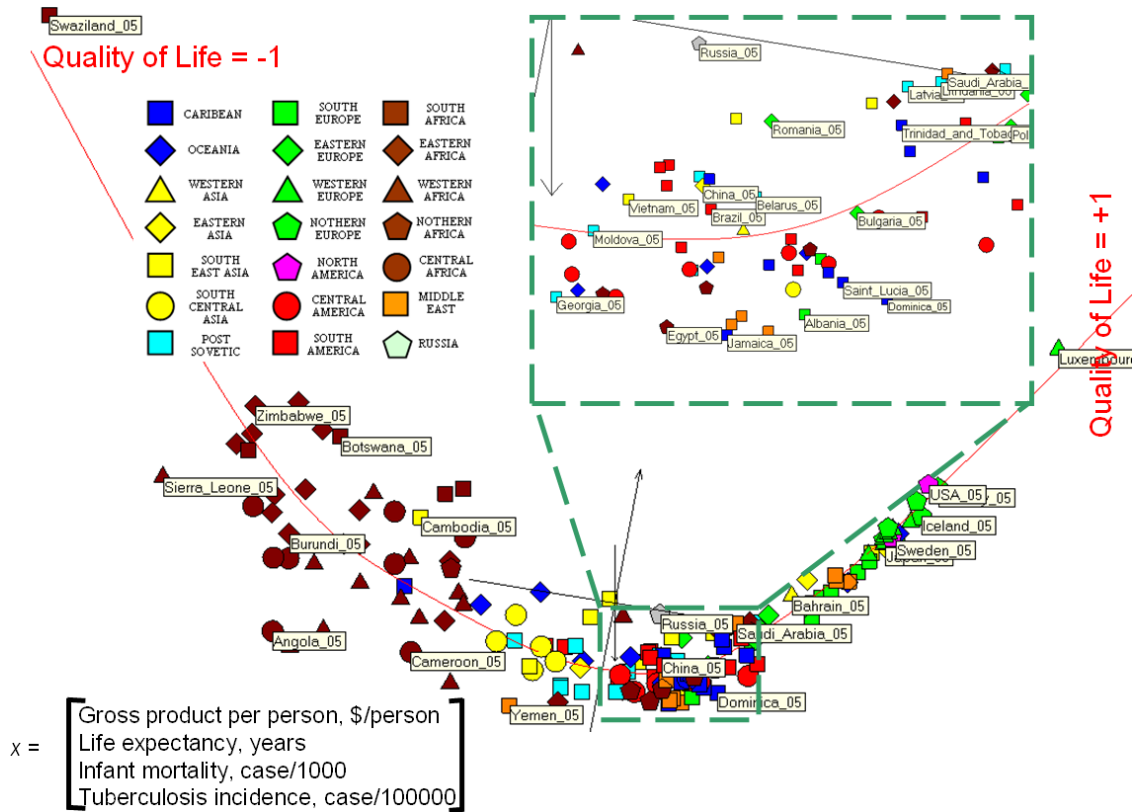 Swaziland_05
Quality of Life = -1
CARIBEAN
OCEANIA
WESTERN
ASIA
EASTERN
ASIA
SOUTH
EAST ASIA
SOUTH
CENTRAL
ASIA
POST
SOVETIC
SOUTH
EUROPE
EASTERN
EUROPE
WESTERN
EUROPE
NOTHERN
EUROPE
NORTH
AMERICA
CENTRAL
AMERICA
SOUTH
AMERICA
SOUTH
AFRICA
EASTERN
AFRICA
WESTERN
AFRICA
NOTHERN
AFRICA
CENTRAL
AFRICA
MIDDLE
EAST
RUSSIA
Russia_05
Saudi_Arabia_
Latvia_
Romania_05
Trinidad_and_Tobag
Pol
China_05
Vietnam_05
Belarus_05
Brazil_05
Bulgaria_05
Moldova_05
Saint_Lucia_05
Georgia_05
Dominica_05
Albania_05
Egypt_05
Jamaica_05
Quality of Life = +1
Luxembourg
Zimbabwe_05
Botswana_05
Sierra_Leone_05
Cambodia_05
Burundi_05
Angola_05
Cameroon_05
Yemen_05
USA_05
Iceland_05
Sweden_05
Bahrain_05
Russia_05
Saudi_Arabia_05
China_05
Dominica_05
x =
Gross product per person, $/person
Life expectancy, years
Infant mortality, case/1000
Tuberculosis incidence, case/100000